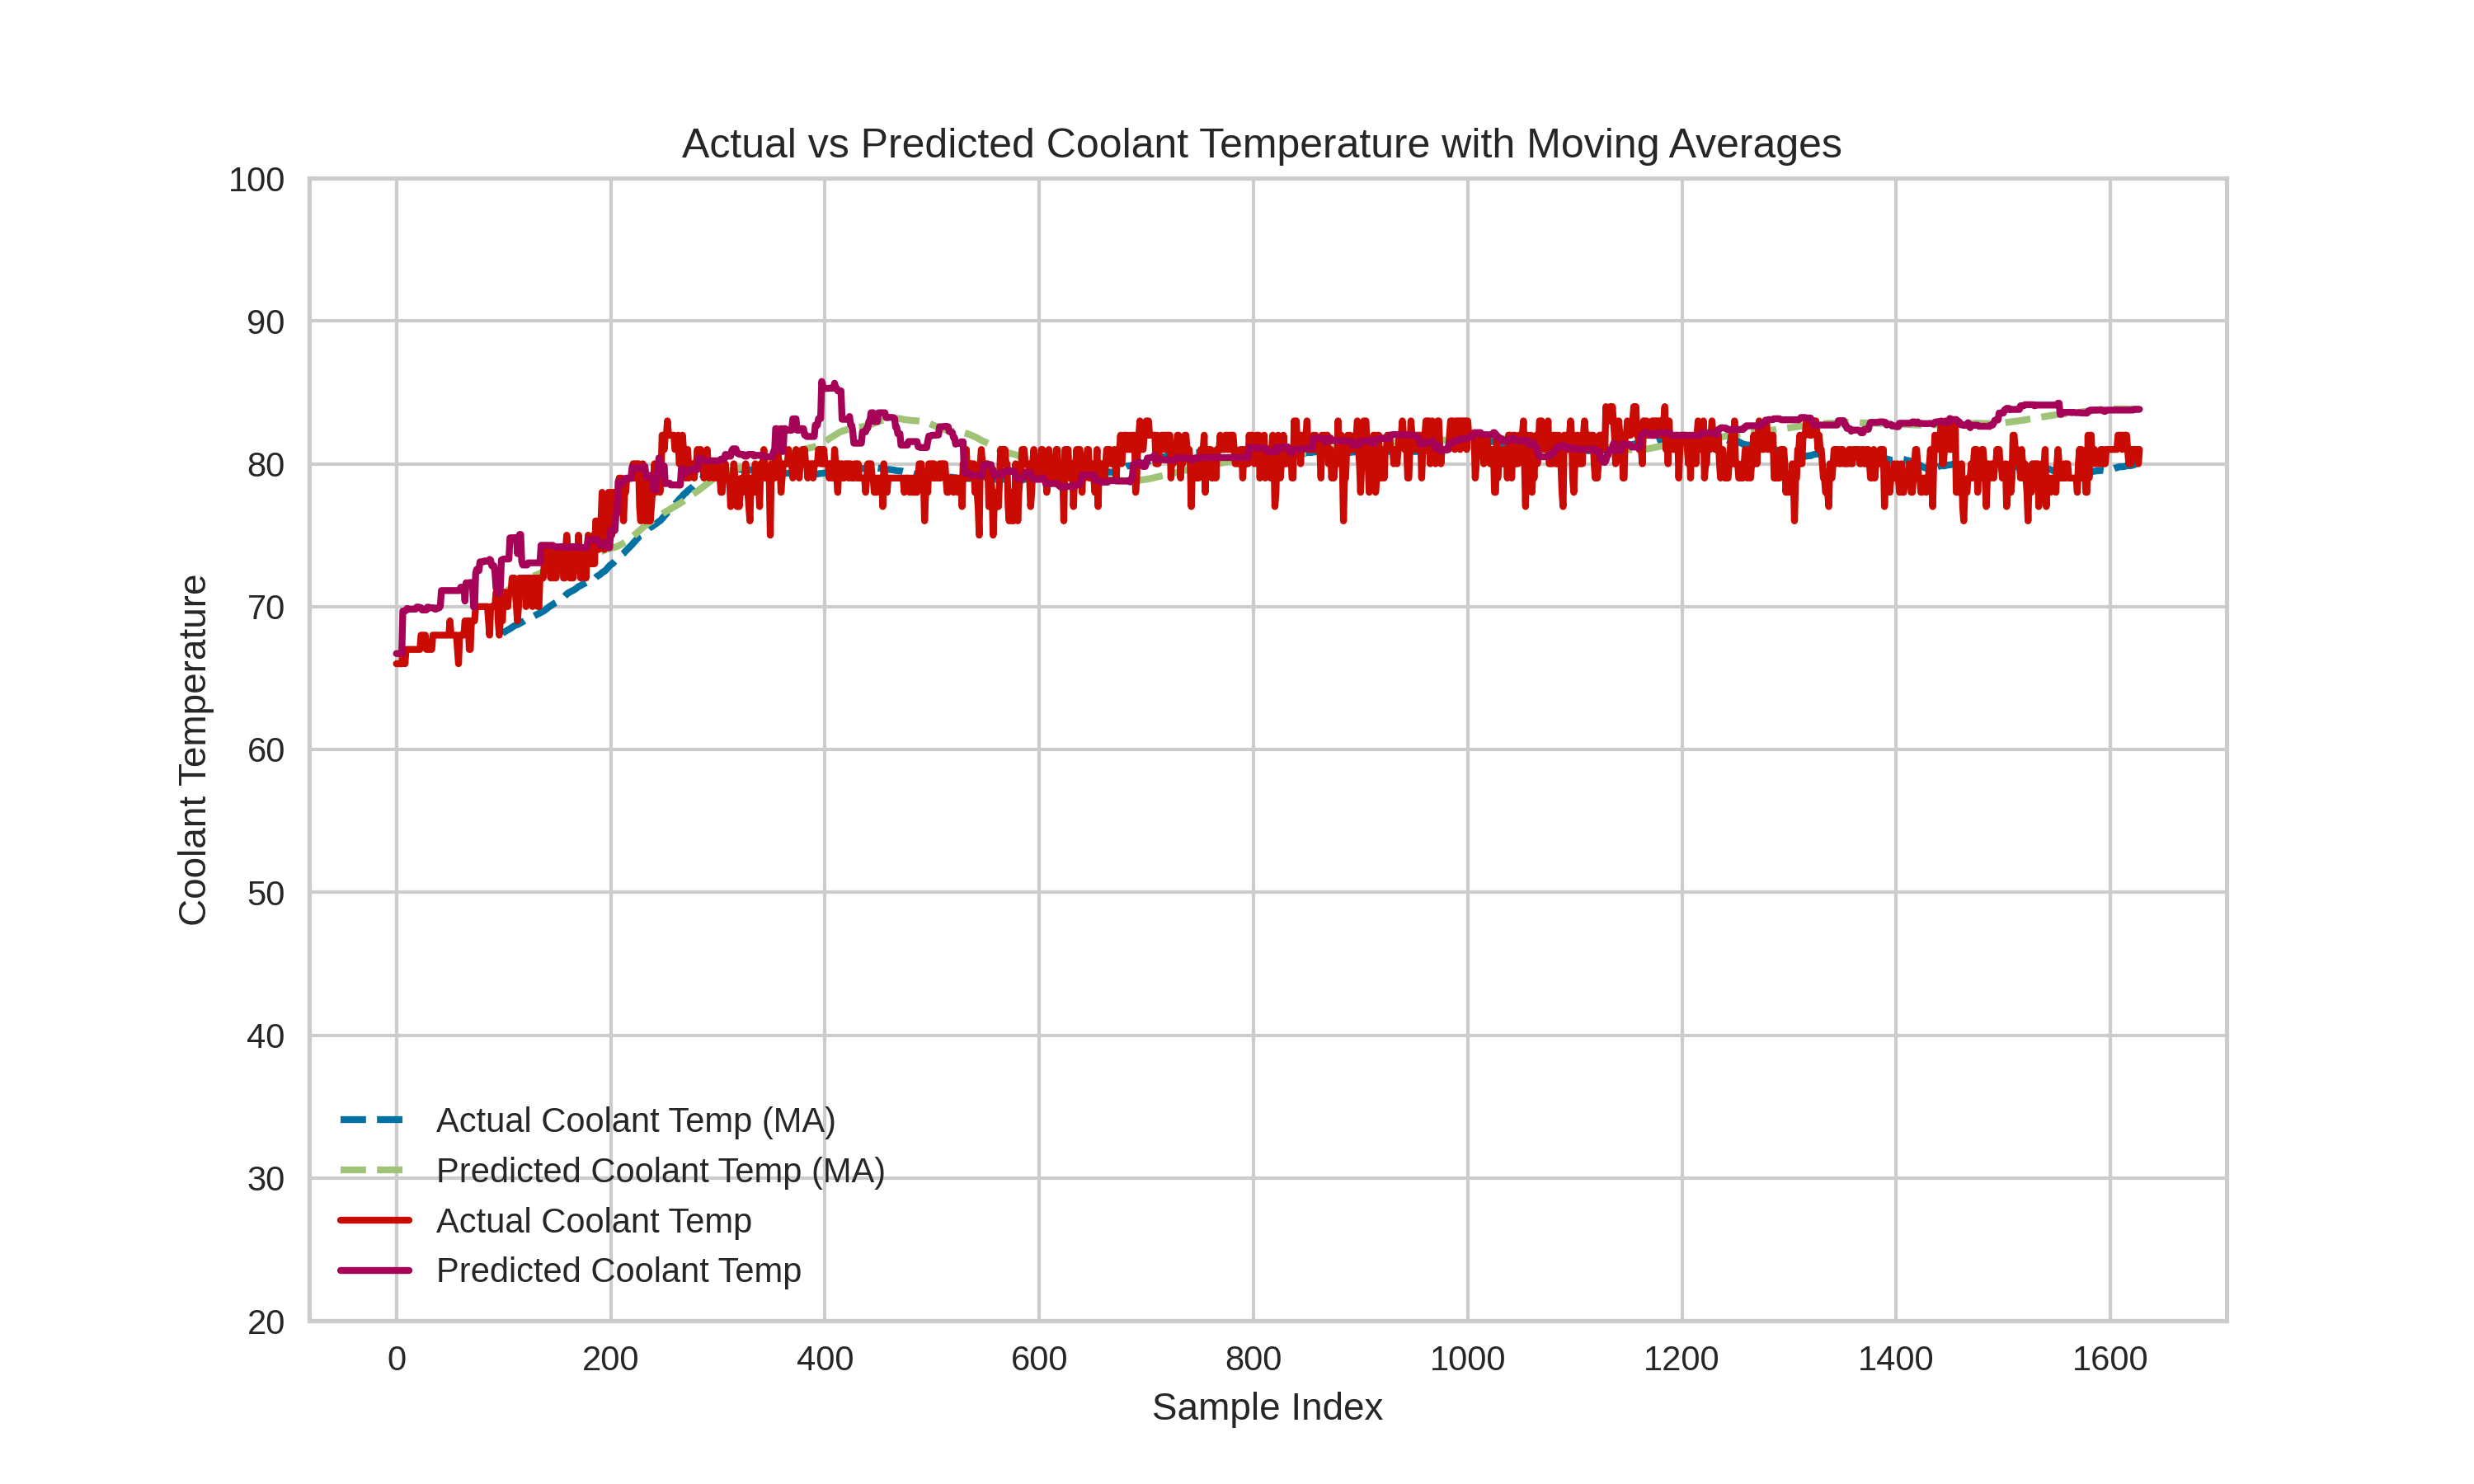 Actual vs Predicted Coolant Temperature with Moving Averages
100
90
80
70
60
50
40
30
20
Coolant Temperature
Actual Coolant Temp (MA)
Predicted Coolant Temp (MA)
Actual Coolant Temp
Predicted Coolant Temp
0 200 400 600 800 1000 1200 1400 1600
Sample Index